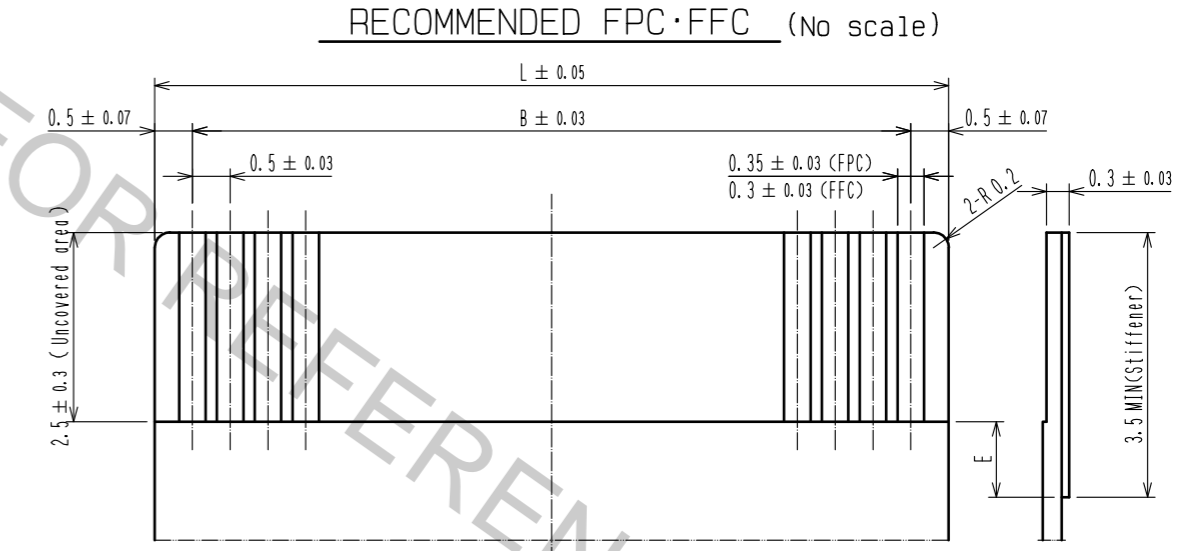 RECOMMENDED FPC·FFC (No scale)
L ± 0.05
0.5 ± 0.07
B ± 0.03
0.5 ± 0.07
0.5 ± 0.03
0.35 ± 0.03 (FPC)
0.3 ± 0.03 (FFC)
2-R 0.2
0.3 ± 0.03
2.5 ± 0.3 (Uncovered area)
3.5 MIN(Stiffener)
E
FOR REFEREN